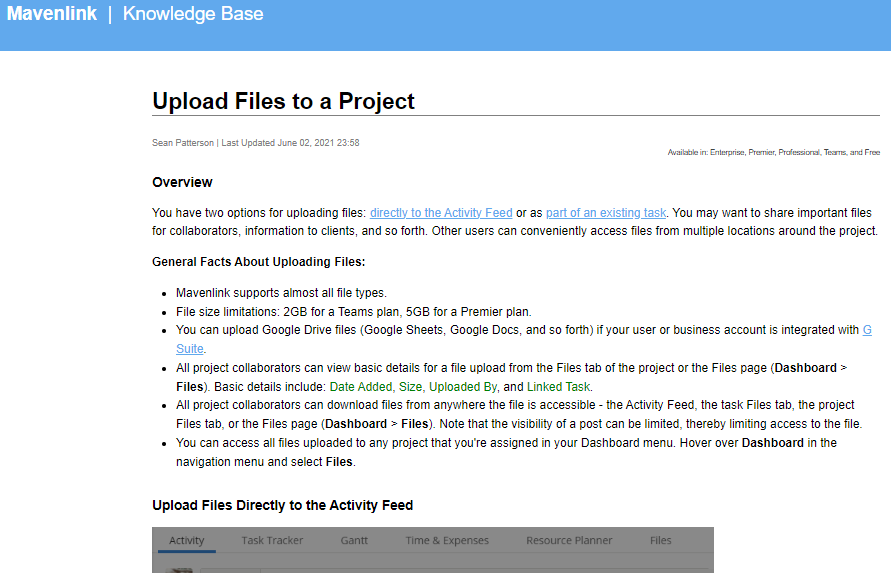 Mavenlink | Knowledge Base
Upload Files to a Project
Sean Patterson | Last Updated June 02, 2021 23:58
Available in: Enterprise, Premier, Professional, Teams, and Free
Overview
You have two options for uploading files: directly to the Activity Feed or as part of an existing task. You may want to share important files
for collaborators, information to clients, and so forth. Other users can conveniently access files from multiple locations around the project.
General Facts About Uploading Files:
• Mavenlink supports almost all file types.
• File size limitations: 2GB for a Teams plan, 5GB for a Premier plan.
• You can upload Google Drive files (Google Sheets, Google Docs, and so forth) if your user or business account is integrated with G
Suite.
• All project collaborators can view basic details for a file upload from the Files tab of the project or the Files page (Dashboard >
Files). Basic details include: Date Added, Size, Uploaded By, and Linked Task.
• All project collaborators can download files from anywhere the file is accessible - the Activity Feed, the task Files tab, the project
Files tab, or the Files page (Dashboard > Files). Note that the visibility of a post can be limited, thereby limiting access to the file.
• You can access all files uploaded to any project that you're assigned in your Dashboard menu. Hover over Dashboard in the
navigation menu and select Files.
Upload Files Directly to the Activity Feed
Activity Task Tracker Gantt Time & Expenses Resource Planner Files